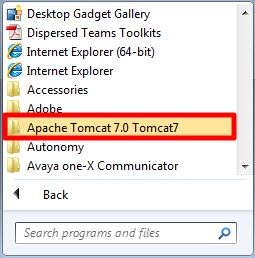 Desktop Gadget Gallery
Dispersed Teams Toolkits
Internet Explorer (64-bit)
Internet Explorer
Accessories
Adobe
Apache Tomcat 7.0 Tomcat7
Autonomy
Avaya one-X Communicator
Back
Search programs and files